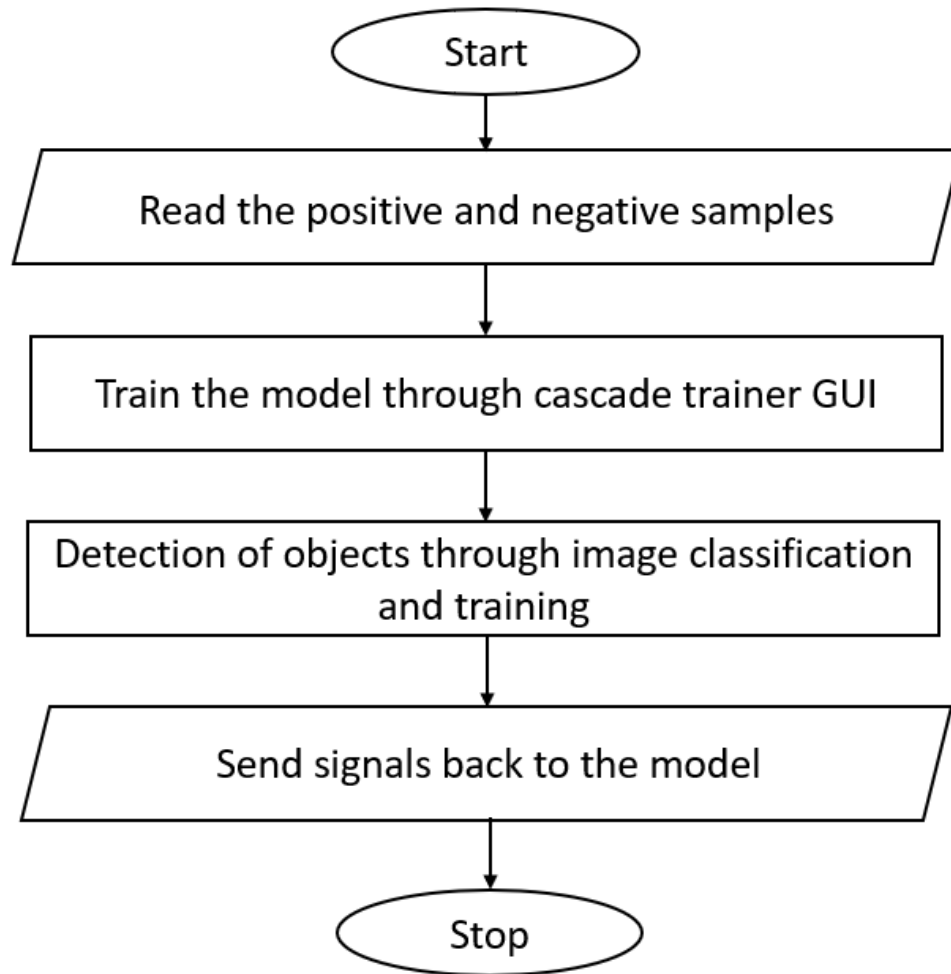 Start
Read the positive and negative samples
Train the model through cascade trainer GUI
Detection of objects through image classification
and training
Send signals back to the model
Stop